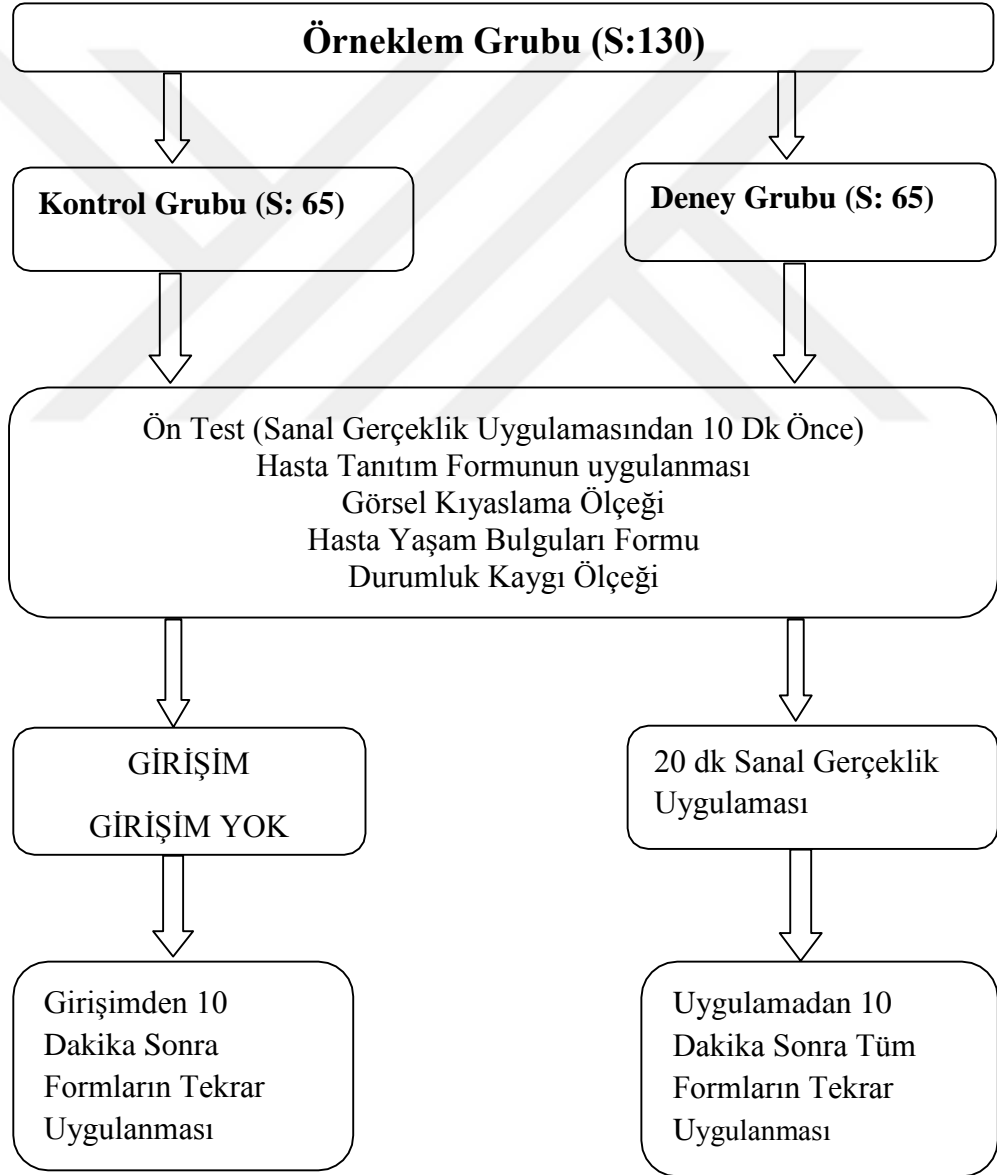 Örneklem Grubu (S:130)
Kontrol Grubu (S: 65)
Deney Grubu (S: 65)
Ön Test (Sanal Gerçeklik Uygulamasından 10 Dk Önce)
Hasta Tanıtım Formunun uygulanması
Görsel Kıyaslama Ölçeği
Hasta Yaşam Bulguları Formu
Durumluk Kaygı Ölçeği
GİRİŞİM
GİRİŞİM YOK
20 dk Sanal Gerçeklik
Uygulaması
Girişimden 10
Dakika Sonra
Formların Tekrar
Uygulanması
Uygulamadan 10
Dakika Sonra Tüm
Formların Tekrar
Uygulanması